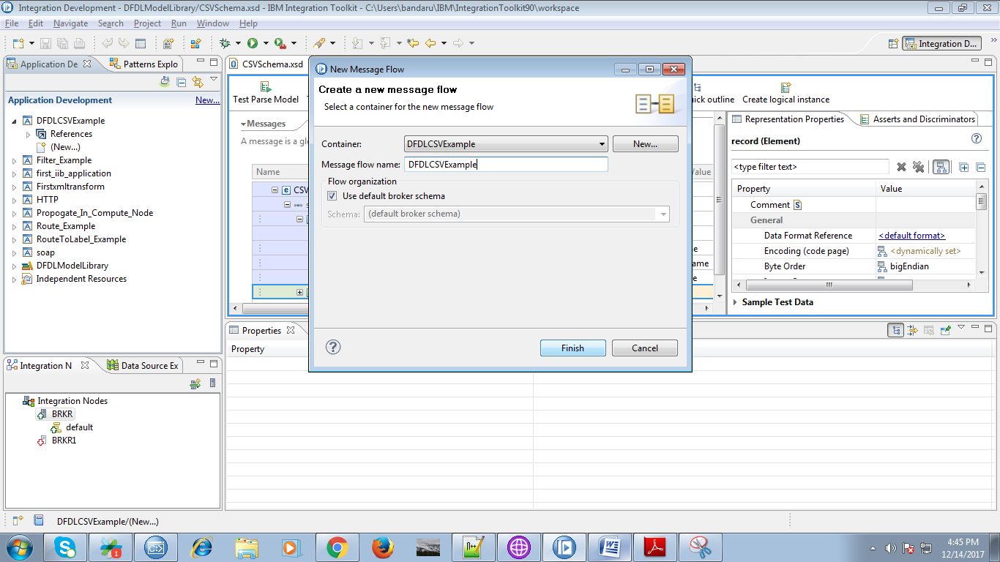 Integration Development - DFDLModelLibrary/CSVSchema.xsd - IBM Integration Toolkit - C:\Users\bandaru\IBM\IntegrationToolkit90\workspace
File Edit Navigate Search Project Run Window Help
Integration D...
Application De
Patterns Explo
Application Development New...
DFDLCSVExample
References
(New...)
Filter_Example
first_iib_application
Firstxmltransform
HTTP
Propogate_In_Compute_Node
Route_Example
RouteToLabel_Example
soap
DFDLModelLibrary
Independent Resources
Integration N
Data Source Ex
Integration Nodes
BRKR
default
BRKR1
CSVSchema.xsd
Test Parse Model
Create logical instance
Messages
A message is a gl
Name
CSV
New Message Flow
Create a new message flow
Select a container for the new message flow
Container: DFDLCSVExample New...
Message flow name: DFDLCSVExample
Flow organization
Use default broker schema
Schema: (default broker schema)
Finish Cancel
Representation Properties
Asserts and Discriminators
record (Element)
<type filter text>
Property Value
Comment
General
Data Format Reference <default format>
Encoding (code page) <dynamically set>
Byte Order bigEndian
Sample Test Data
Properties
Property
DFDLCSVExample/(New...)
4:45 PM
12/14/2017